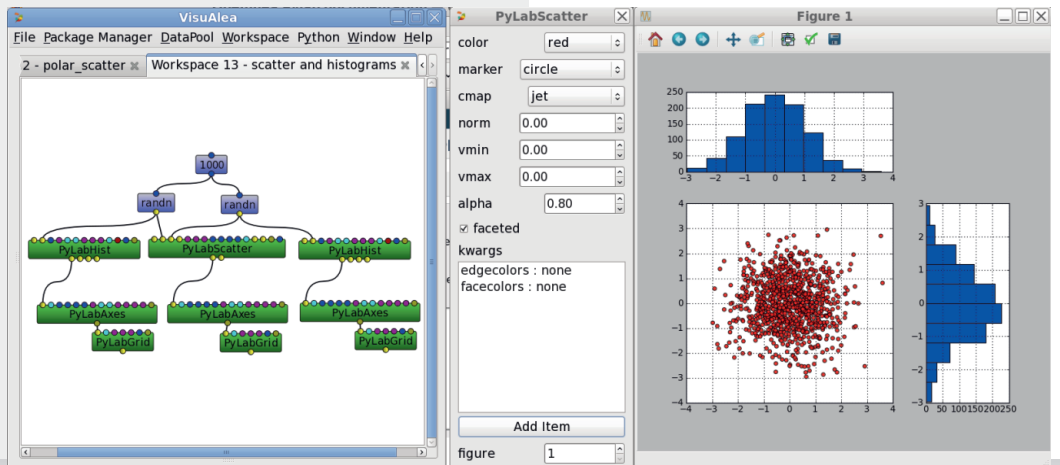 VisuAlea
File Package Manager DataPool Workspace Python Window Help
2 - polar_scatter
Workspace 13 - scatter and histograms
1000
randn
randn
PyLabHist
PyLabScatter
PyLabHist
PyLabAxes
PyLabAxes
PyLabAxes
PyLabGrid
PyLabGrid
PyLabGrid
PyLabScatter
color red
marker circle
cmap jet
norm 0.00
vmin 0.00
vmax 0.00
alpha 0.80
faceted
kwargs
edgecolors : none
facecolors : none
Add Item
figure 1
Figure 1
250
200
150
100
50
0
−3 −2 −1 0 1 2 3 4
4
3
2
1
0
−1
−2
−3
−4
−4 −3 −2 −1 0 1 2 3 4
3
2
1
0
−1
−2
−3
0 50 100 150 200 250